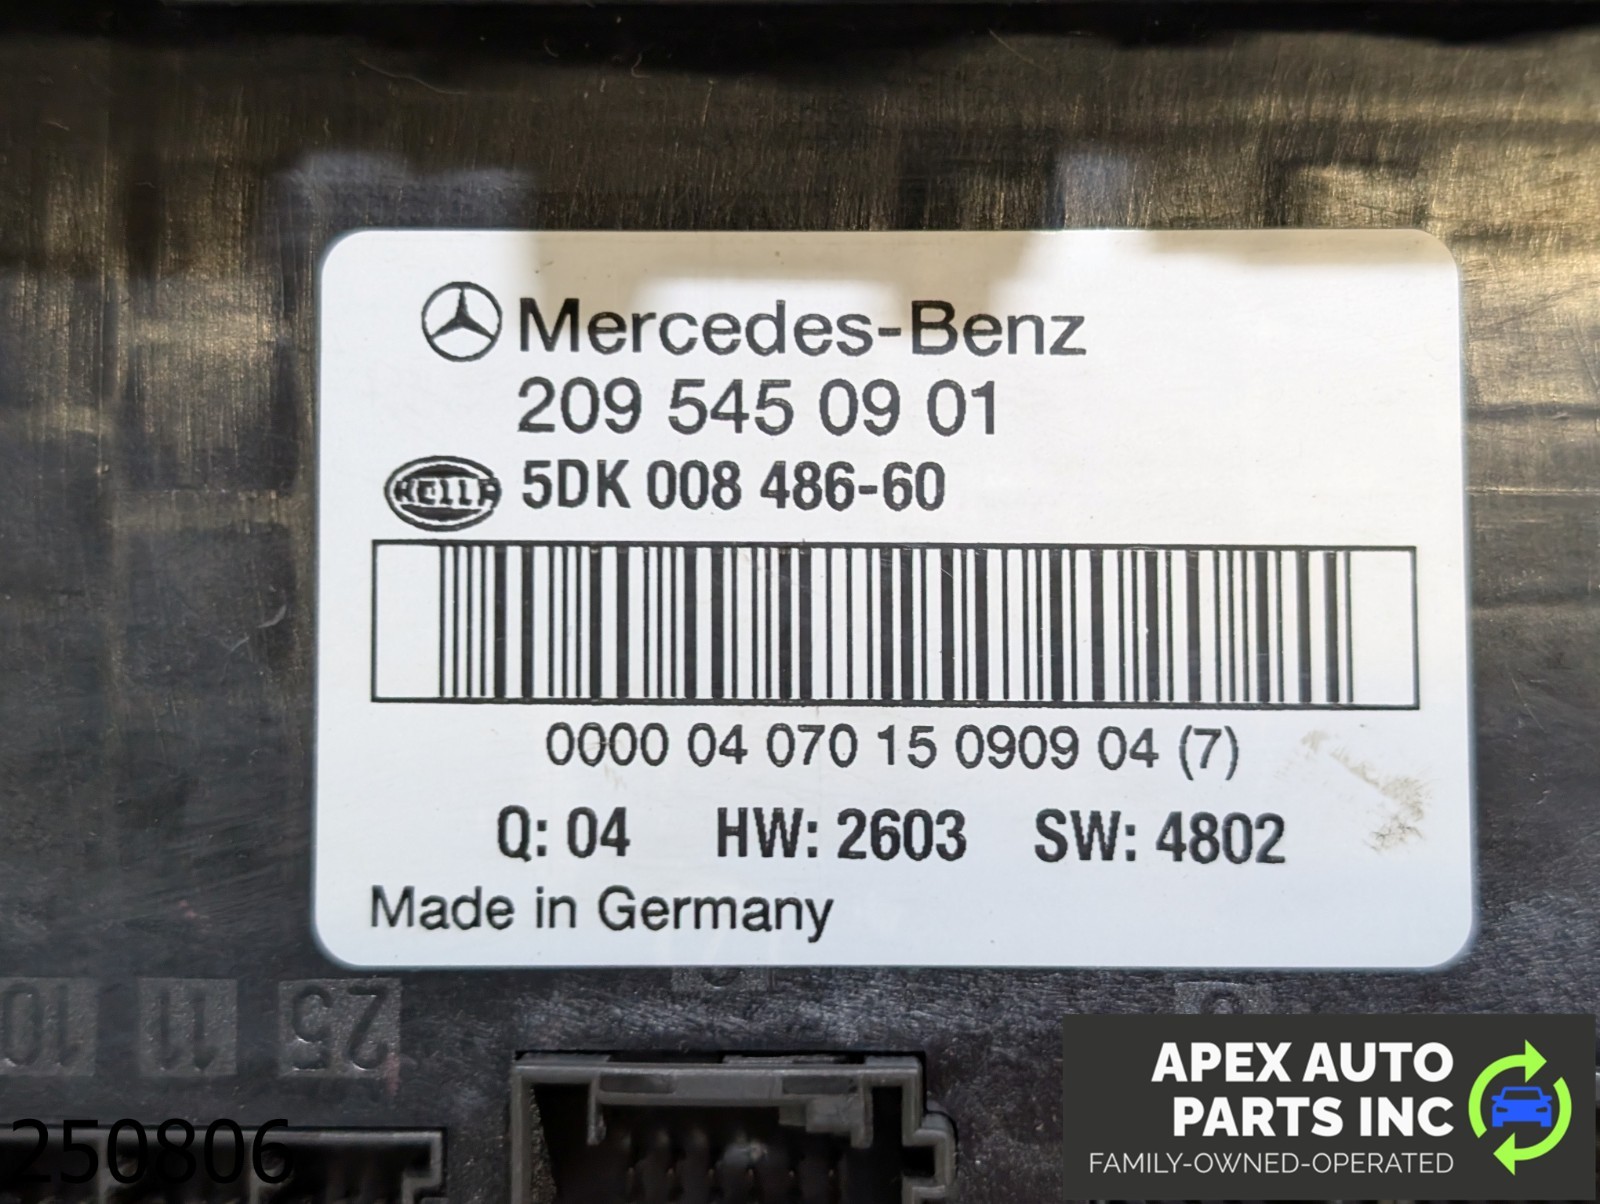 Mercedes-Benz
209 545 09 01
HELLA 5DK 008 486-60
0000 04 070 15 0909 04 (7)
Q: 04 HW: 2603 SW: 4802
Made in Germany
10 11 25
250806
APEX AUTO
PARTS INC
FAMILY-OWNED-OPERATED